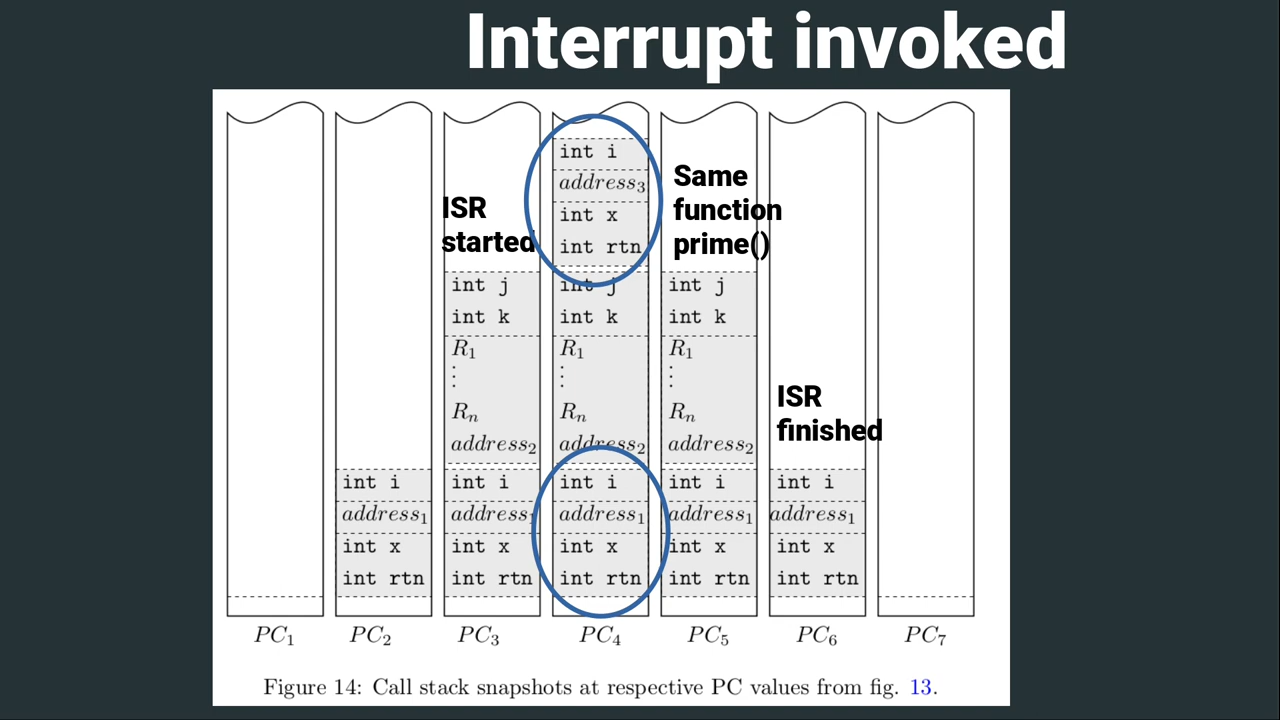 Interrupt invoked
int i
address₃
int x
int rtn
Same
function
prime()
ISR
started
int j
int k
R₁
⋮
Rₙ
address₂
int j
int k
R₁
⋮
Rₙ
address₂
int j
int k
R₁
⋮
Rₙ
address₂
ISR
finished
int i
address₁
int x
int rtn
int i
address₁
int x
int rtn
int i
address₁
int x
int rtn
int i
address₁
int x
int rtn
int i
address₁
int x
int rtn
PC₁ PC₂ PC₃ PC₄ PC₅ PC₆ PC₇
Figure 14: Call stack snapshots at respective PC values from fig. 13.